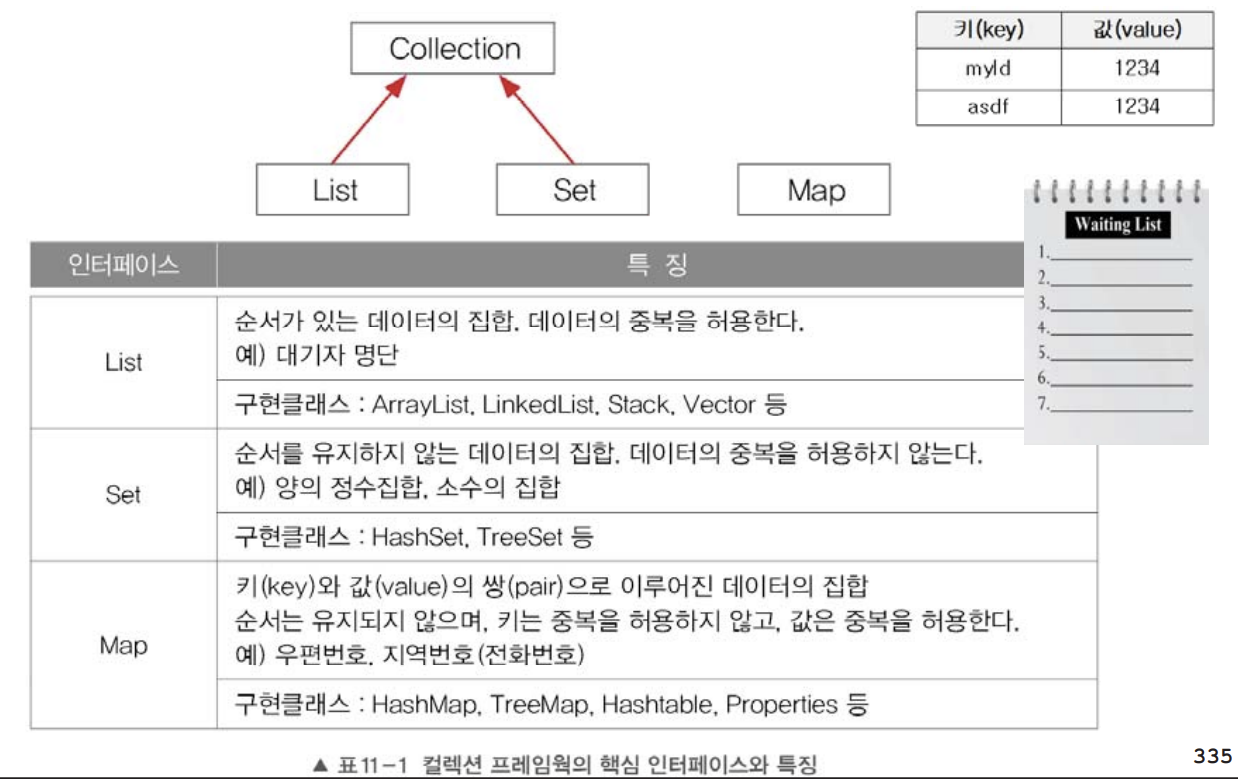 Collection
List
Set
Map
키(key) 값(value)
myId 1234
asdf 1234
Waiting List
1.
2.
3.
4.
5.
6.
7.
인터페이스 특 징
List
순서가 있는 데이터의 집합. 데이터의 중복을 허용한다.
예) 대기자 명단
구현클래스 : ArrayList, LinkedList, Stack, Vector 등
Set
순서를 유지하지 않는 데이터의 집합. 데이터의 중복을 허용하지 않는다.
예) 양의 정수집합, 소수의 집합
구현클래스 : HashSet, TreeSet 등
Map
키(key)와 값(value)의 쌍(pair)으로 이루어진 데이터의 집합
순서는 유지되지 않으며, 키는 중복을 허용하지 않고, 값은 중복을 허용한다.
예) 우편번호, 지역번호(전화번호)
구현클래스 : HashMap, TreeMap, Hashtable, Properties 등
▲ 표11-1 컬렉션 프레임웍의 핵심 인터페이스와 특징
335